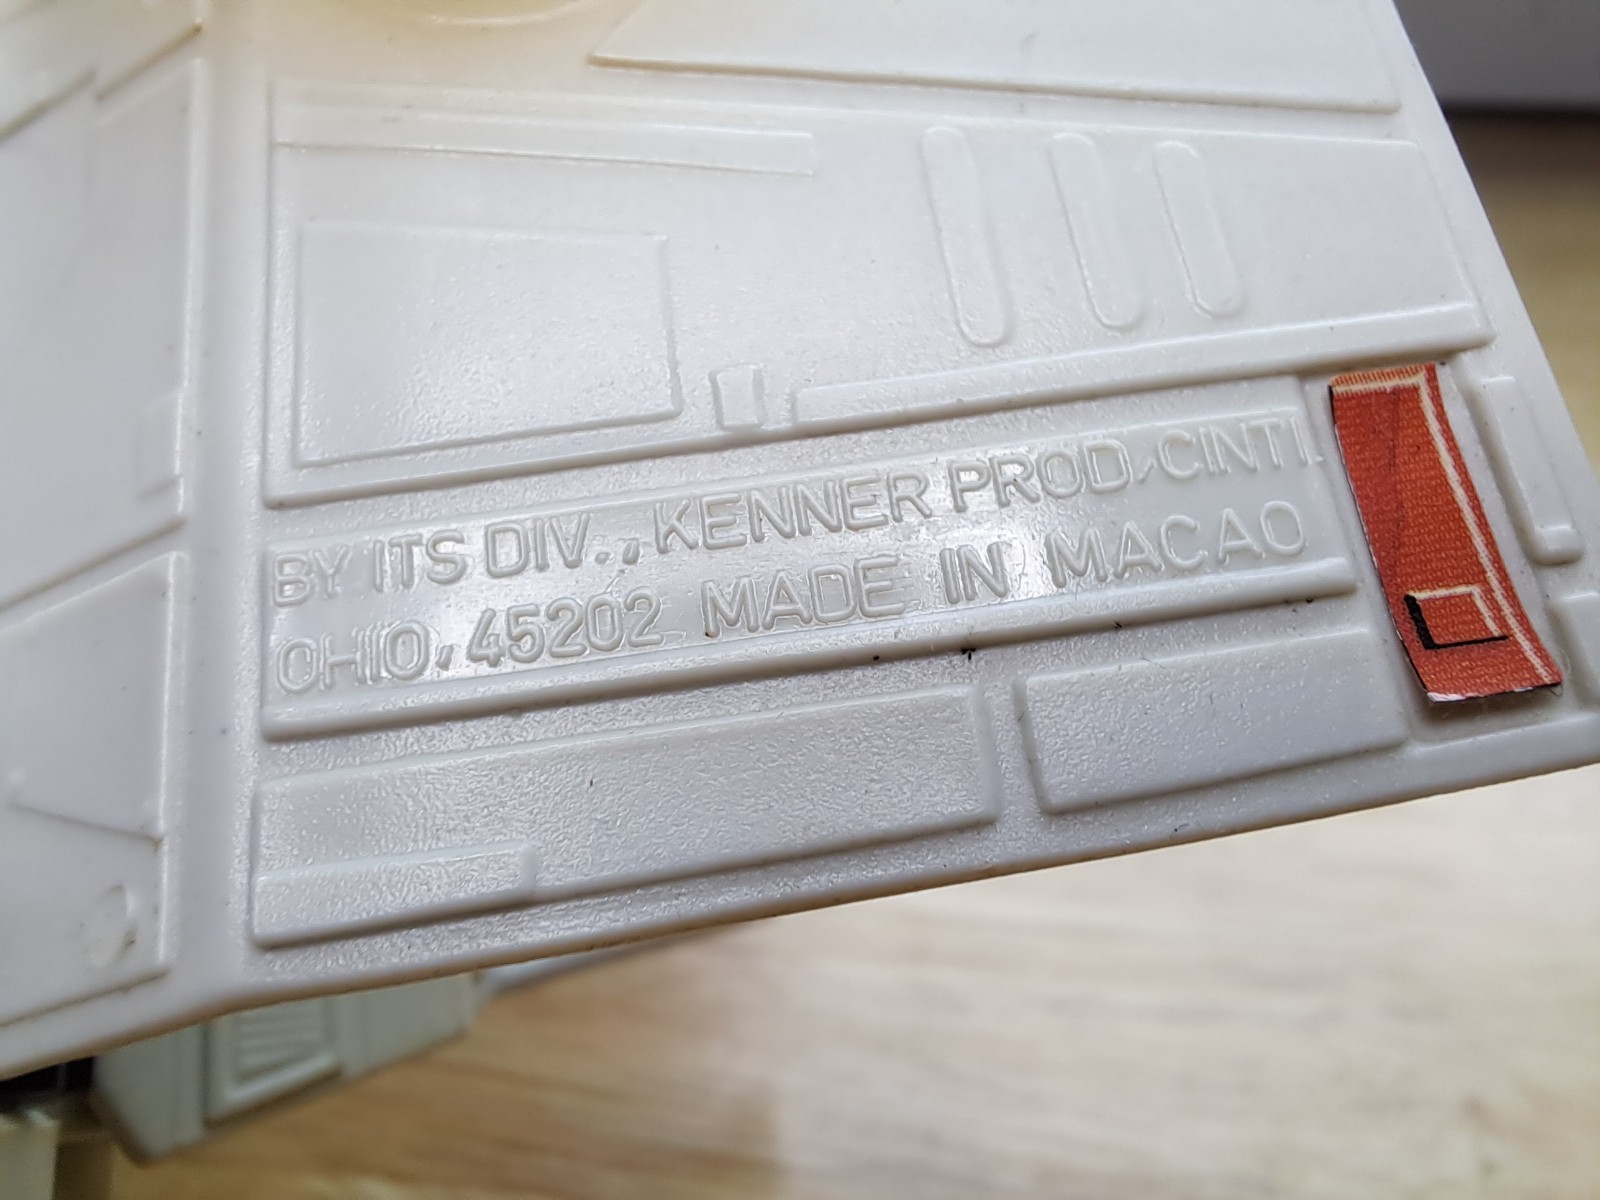 BY ITS DIV., KENNER PROD, CINTI.
OHIO, 45202 MADE IN MACAO